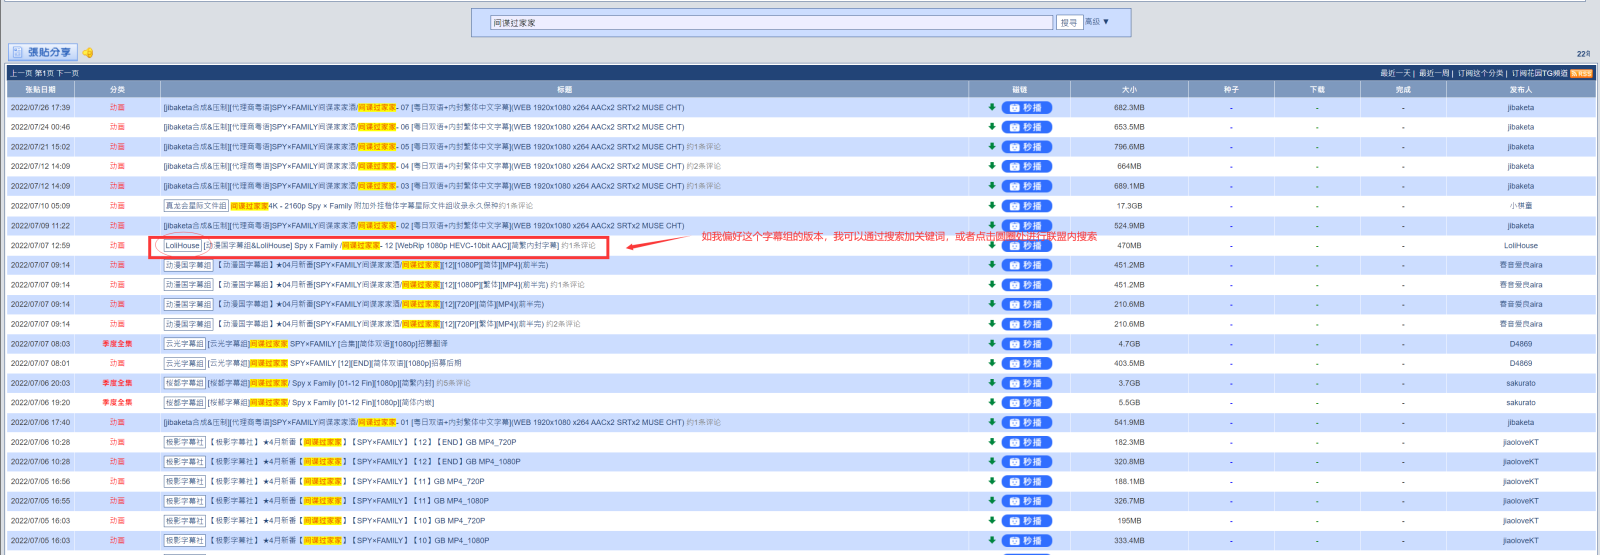 间谍过家家 搜寻 高级 ▼
張貼分享
22R
上一页 第1页 下一页 最近一天 | 最近一周 | 订阅这个分类 | 订阅花园TG频道 RSS
张贴日期 分类 标题 磁链 大小 种子 下载 完成 发布人
2022/07/26 17:39 动画 [jibaketa合成&压制][代理商粤语]SPY×FAMILY间谍家家酒/间谍过家家- 07 [粤日双语+内封繁体中文字幕](WEB 1920x1080 x264 AACx2 SRTx2 MUSE CHT) 秒播 682.3MB - - - jibaketa
2022/07/24 00:46 动画 [jibaketa合成&压制][代理商粤语]SPY×FAMILY间谍家家酒/间谍过家家- 06 [粤日双语+内封繁体中文字幕](WEB 1920x1080 x264 AACx2 SRTx2 MUSE CHT) 秒播 653.5MB - - - jibaketa
2022/07/21 15:02 动画 [jibaketa合成&压制][代理商粤语]SPY×FAMILY间谍家家酒/间谍过家家- 05 [粤日双语+内封繁体中文字幕](WEB 1920x1080 x264 AACx2 SRTx2 MUSE CHT) 约1条评论 秒播 796.6MB - - - jibaketa
2022/07/12 14:09 动画 [jibaketa合成&压制][代理商粤语]SPY×FAMILY间谍家家酒/间谍过家家- 04 [粤日双语+内封繁体中文字幕](WEB 1920x1080 x264 AACx2 SRTx2 MUSE CHT) 约2条评论 秒播 664MB - - - jibaketa
2022/07/12 14:09 动画 [jibaketa合成&压制][代理商粤语]SPY×FAMILY间谍家家酒/间谍过家家- 03 [粤日双语+内封繁体中文字幕](WEB 1920x1080 x264 AACx2 SRTx2 MUSE CHT) 约1条评论 秒播 689.1MB - - - jibaketa
2022/07/10 05:09 动画 真龙会星际文件组 间谍过家家4K - 2160p Spy × Family 附加外挂楷体字幕星际文件组收录永久保种约1条评论 秒播 17.3GB - - - 小棋童
2022/07/09 11:22 动画 [jibaketa合成&压制][代理商粤语]SPY×FAMILY间谍家家酒/间谍过家家- 02 [粤日双语+内封繁体中文字幕](WEB 1920x1080 x264 AACx2 SRTx2 MUSE CHT) 秒播 524.9MB - - - jibaketa
如我偏好这个字幕组的版本，我可以通过搜索加关键词，或者点击圆圈处进行联盟内搜索
2022/07/07 12:59 动画 LoliHouse [动漫国字幕组&LoliHouse] Spy x Family /间谍过家家- 12 [WebRip 1080p HEVC-10bit AAC][简繁内封字幕] 约1条评论 秒播 470MB - - - LoliHouse
2022/07/07 09:14 动画 动漫国字幕组 【动漫国字幕组】★04月新番[SPY×FAMILY间谍家家酒/间谍过家家][12][1080P][简体][MP4](前半完) 秒播 451.2MB - - - 春音爱良aira
2022/07/07 09:14 动画 动漫国字幕组 【动漫国字幕组】★04月新番[SPY×FAMILY间谍家家酒/间谍过家家][12][1080P][繁体][MP4](前半完) 约1条评论 秒播 451.2MB - - - 春音爱良aira
2022/07/07 09:14 动画 动漫国字幕组 【动漫国字幕组】★04月新番[SPY×FAMILY间谍家家酒/间谍过家家][12][720P][简体][MP4](前半完) 秒播 210.6MB - - - 春音爱良aira
2022/07/07 09:14 动画 动漫国字幕组 【动漫国字幕组】★04月新番[SPY×FAMILY间谍家家酒/间谍过家家][12][720P][繁体][MP4](前半完) 约2条评论 秒播 210.6MB - - - 春音爱良aira
2022/07/07 08:03 季度全集 云光字幕组 [云光字幕组]间谍过家家 SPY×FAMILY [合集][简体双语][1080p]招募翻译 秒播 4.7GB - - - D4869
2022/07/07 08:01 动画 云光字幕组 [云光字幕组]间谍过家家 SPY×FAMILY [12][END][简体双语][1080p]招募后期 秒播 403.5MB - - - D4869
2022/07/06 20:03 季度全集 桜都字幕组 [桜都字幕组]间谍过家家/ Spy x Family [01-12 Fin][1080p][简繁内封] 约5条评论 秒播 3.7GB - - - sakurato
2022/07/06 19:20 季度全集 桜都字幕组 [桜都字幕组]间谍过家家/ Spy x Family [01-12 Fin][1080p][简体内嵌] 秒播 5.5GB - - - sakurato
2022/07/06 17:40 动画 [jibaketa合成&压制][代理商粤语]SPY×FAMILY间谍家家酒/间谍过家家- 01 [粤日双语+内封繁体中文字幕](WEB 1920x1080 x264 AACx2 SRTx2 MUSE CHT) 约1条评论 秒播 541.9MB - - - jibaketa
2022/07/06 10:28 动画 极影字幕社 【极影字幕社】★4月新番【间谍过家家】【SPY×FAMILY】【12】【END】GB MP4_720P 秒播 182.3MB - - - jiaoloveKT
2022/07/06 10:28 动画 极影字幕社 【极影字幕社】★4月新番【间谍过家家】【SPY×FAMILY】【12】【END】GB MP4_1080P 秒播 320.8MB - - - jiaoloveKT
2022/07/05 16:56 动画 极影字幕社 【极影字幕社】★4月新番【间谍过家家】【SPY×FAMILY】【11】GB MP4_720P 秒播 188.1MB - - - jiaoloveKT
2022/07/05 16:55 动画 极影字幕社 【极影字幕社】★4月新番【间谍过家家】【SPY×FAMILY】【11】GB MP4_1080P 秒播 326.7MB - - - jiaoloveKT
2022/07/05 16:03 动画 极影字幕社 【极影字幕社】★4月新番【间谍过家家】【SPY×FAMILY】【10】GB MP4_720P 秒播 195MB - - - jiaoloveKT
2022/07/05 16:03 动画 极影字幕社 【极影字幕社】★4月新番【间谍过家家】【SPY×FAMILY】【10】GB MP4_1080P 秒播 333.4MB - - - jiaoloveKT